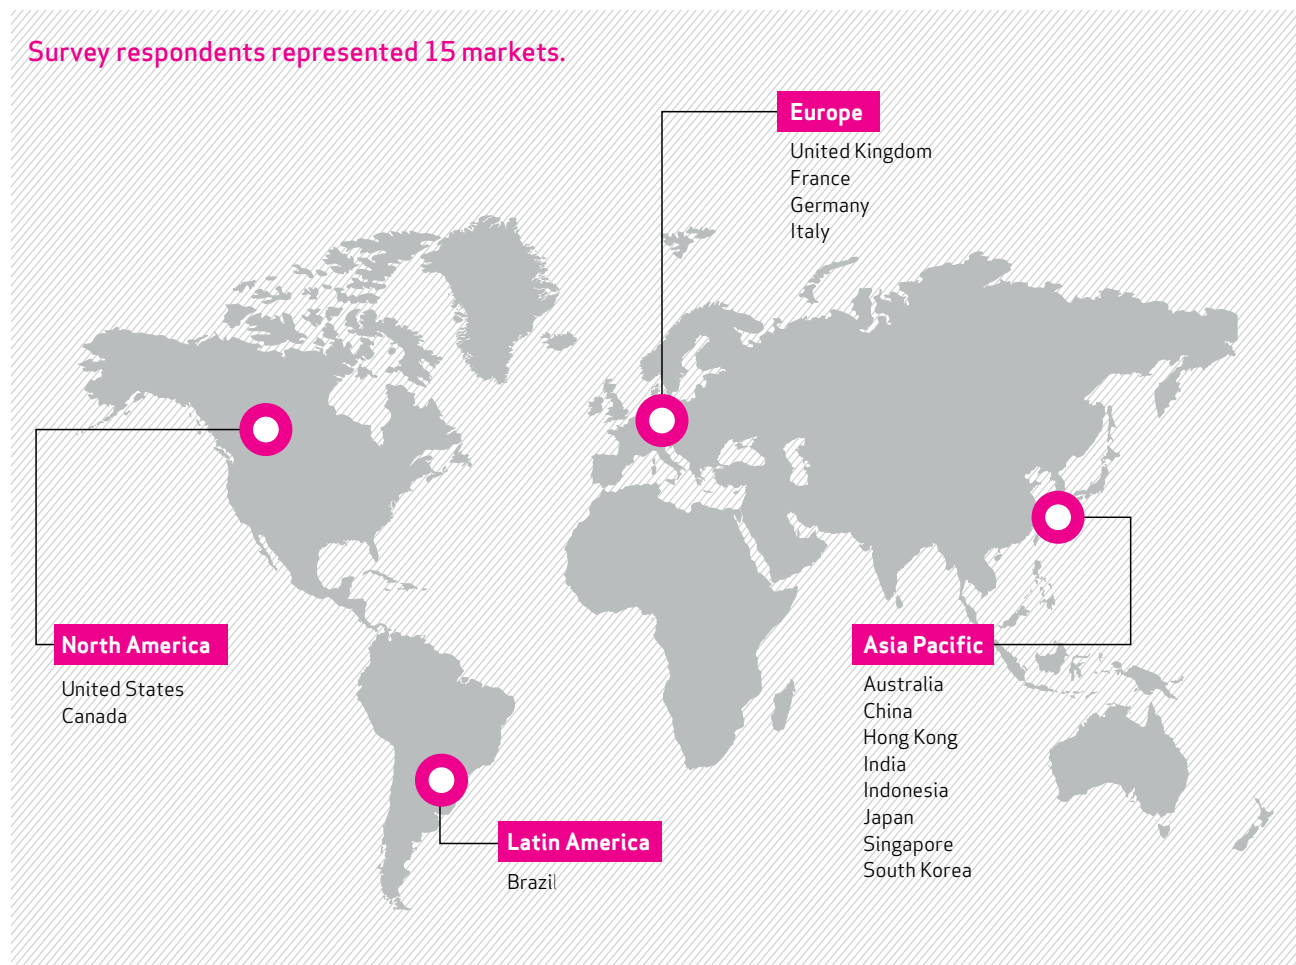 Survey respondents represented 15 markets.
Europe
United Kingdom
France
Germany
Italy
North America
United States
Canada
Asia Pacific
Australia
China
Hong Kong
India
Indonesia
Japan
Singapore
South Korea
Latin America
Brazil